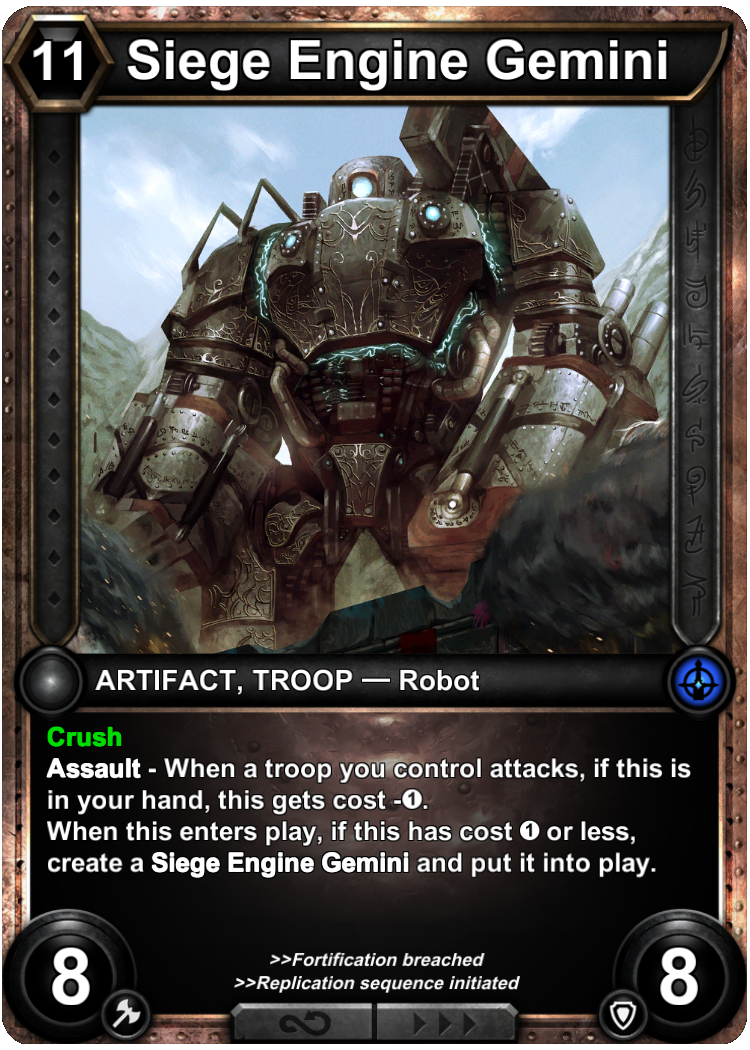 11 Siege Engine Gemini
ARTIFACT, TROOP — Robot
Crush
Assault - When a troop you control attacks, if this is
in your hand, this gets cost -1.
When this enters play, if this has cost 1 or less,
create a Siege Engine Gemini and put it into play.
>>Fortification breached
>>Replication sequence initiated
8 8